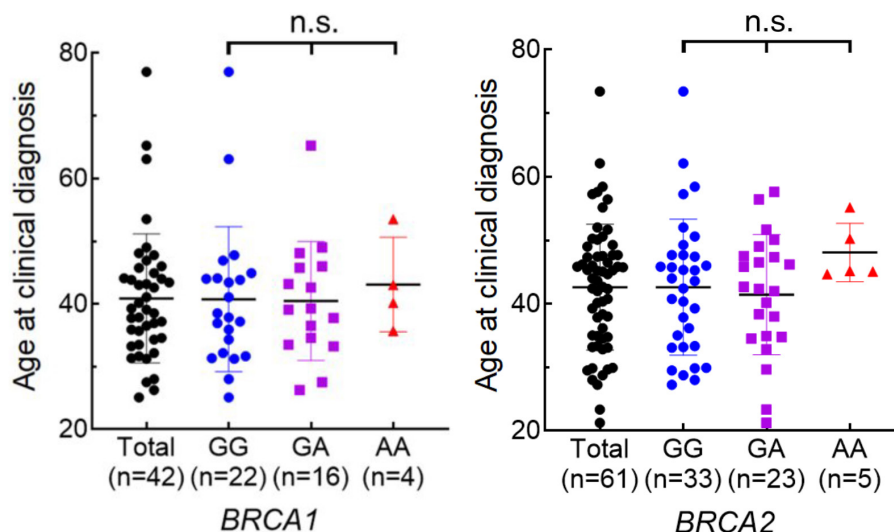 n.s.
Age at clinical diagnosis
80
60
40
20
Total GG GA AA
(n=42) (n=22) (n=16) (n=4)
BRCA1
n.s.
Age at clinical diagnosis
80
60
40
20
Total GG GA AA
(n=61) (n=33) (n=23) (n=5)
BRCA2